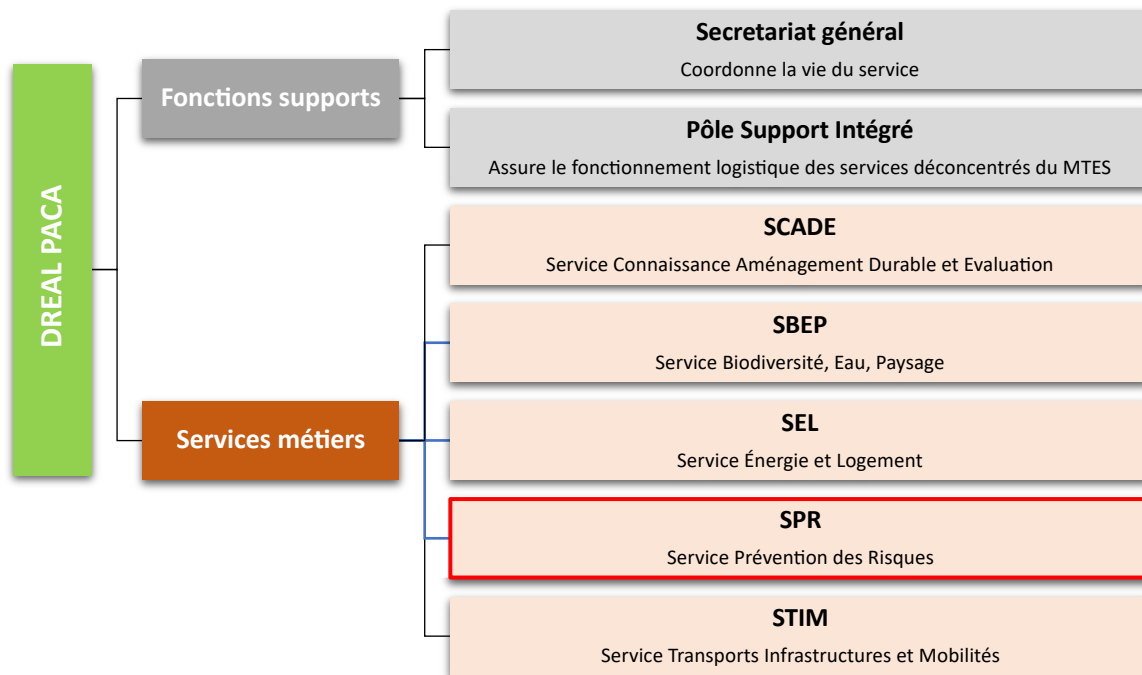 DREAL PACA
Fonctions supports
Secretariat général
Coordonne la vie du service
Pôle Support Intégré
Assure le fonctionnement logistique des services déconcentrés du MTES
Services métiers
SCADE
Service Connaissance Aménagement Durable et Evaluation
SBEP
Service Biodiversité, Eau, Paysage
SEL
Service Énergie et Logement
SPR
Service Prévention des Risques
STIM
Service Transports Infrastructures et Mobilités